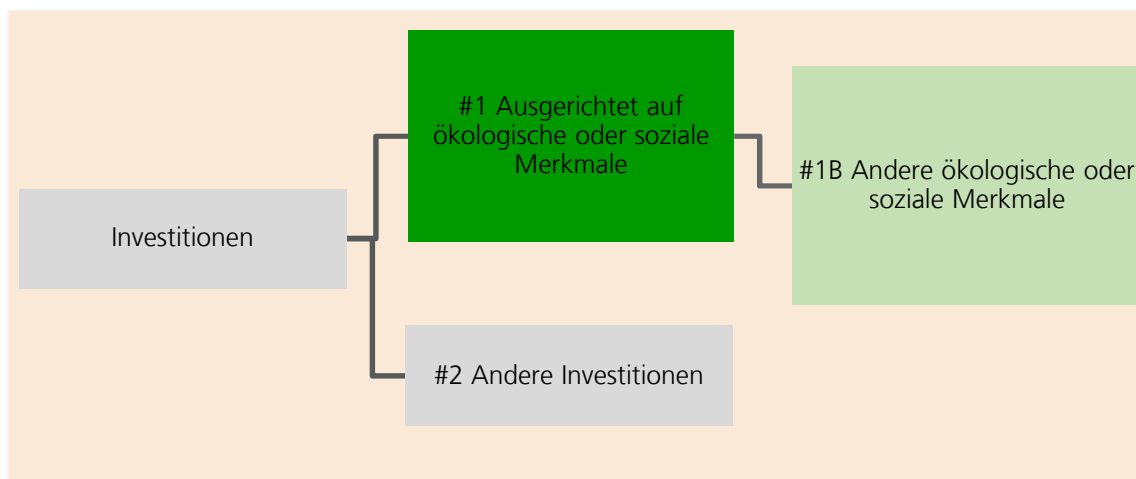 #1 Ausgerichtet auf
ökologische oder soziale
Merkmale
#1B Andere ökologische oder
soziale Merkmale
Investitionen
#2 Andere Investitionen